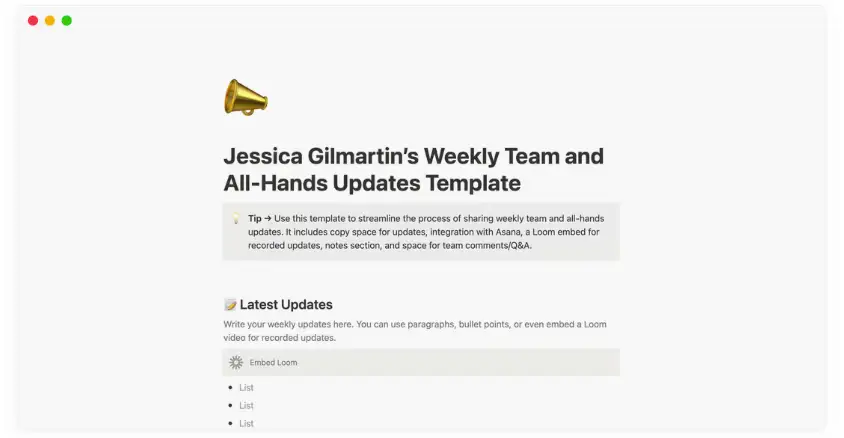 Jessica Gilmartin’s Weekly Team and
All-Hands Updates Template
Tip → Use this template to streamline the process of sharing weekly team and all-hands
updates. It includes copy space for updates, integration with Asana, a Loom embed for
recorded updates, notes section, and space for team comments/Q&A.
Latest Updates
Write your weekly updates here. You can use paragraphs, bullet points, or even embed a Loom
video for recorded updates.
Embed Loom
• List
• List
• List